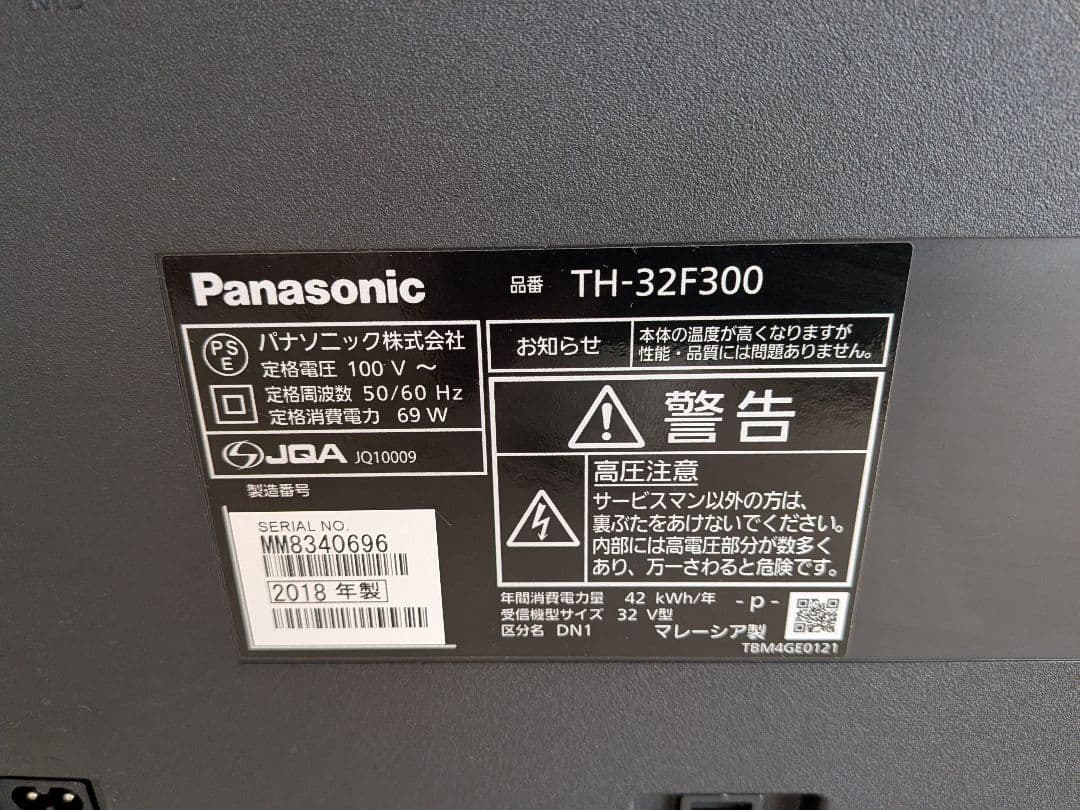 Panasonic 品番 TH-32F300
PS
E
パナソニック株式会社
定格電圧 100 V ～
定格周波数 50/60 Hz
定格消費電力 69 W
JQA JQ10009
製造番号
SERIAL NO.
MM8340696
2018 年製
お知らせ
本体の温度が高くなりますが
性能・品質には問題ありません。
警告
高圧注意
サービスマン以外の方は、
裏ぶたをあけないでください。
内部には高電圧部分が数多く
あり、万一さわると危険です。
年間消費電力量 42 kWh/年 - p -
受信機型サイズ 32 V型
区分名 DN1 マレーシア製
TBM4GE0121